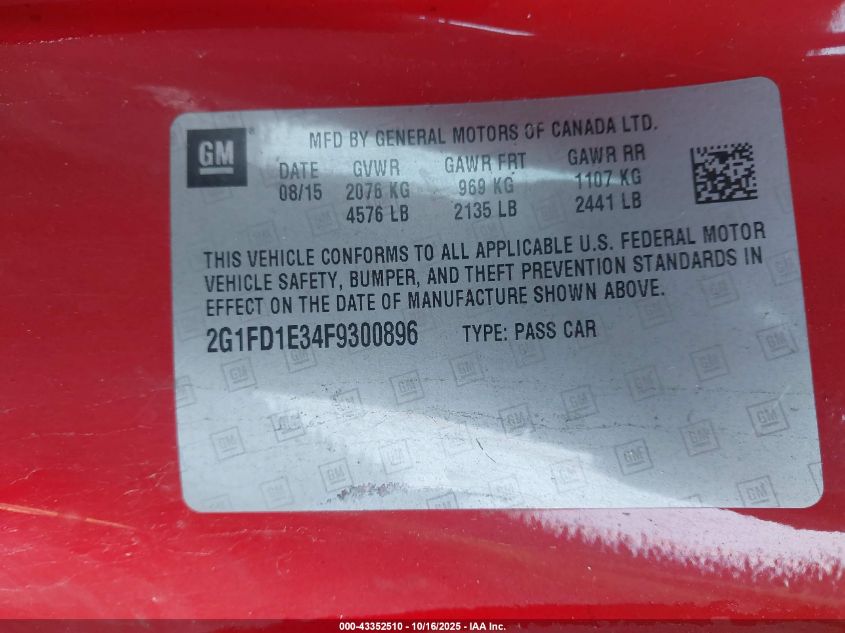 GM
MFD BY GENERAL MOTORS OF CANADA LTD.
DATE GVWR GAWR FRT GAWR RR
08/15 2076 KG 969 KG 1107 KG
4576 LB 2135 LB 2441 LB
THIS VEHICLE CONFORMS TO ALL APPLICABLE U.S. FEDERAL MOTOR
VEHICLE SAFETY, BUMPER, AND THEFT PREVENTION STANDARDS IN
EFFECT ON THE DATE OF MANUFACTURE SHOWN ABOVE.
2G1FD1E34F9300896 TYPE: PASS CAR
000-43352510 - 10/16/2025 - IAA Inc.